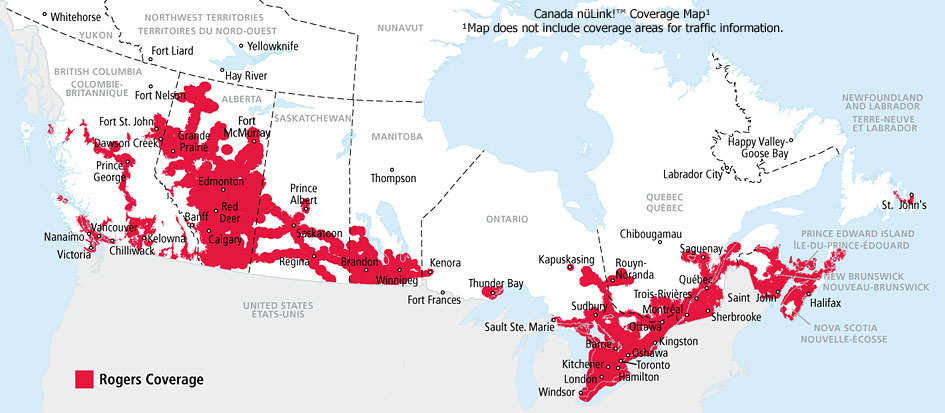 Canada nüLink!™ Coverage Map¹
¹Map does not include coverage areas for traffic information.
Whitehorse
YUKON
NORTHWEST TERRITORIES
TERRITOIRES DU NORD-OUEST
NUNAVUT
Yellowknife
Fort Liard
Hay River
BRITISH COLUMBIA
COLOMBIE-
BRITANNIQUE
Fort Nelson
ALBERTA
SASKATCHEWAN
MANITOBA
NEWFOUNDLAND
AND LABRADOR
TERRE-NEUVE
ET LABRADOR
Fort St. John
Fort
McMurray
Dawson Creek
Grande
Prairie
Happy Valley-
Goose Bay
Labrador City
Prince
George
Edmonton
Thompson
Prince
Albert
QUEBEC
QUÉBEC
St. John's
Banff
Red
Deer
ONTARIO
Nanaimo
Vancouver
Kelowna
Calgary
Saskatoon
Chibougamau
PRINCE EDWARD ISLAND
ÎLE-DU-PRINCE-ÉDOUARD
Victoria
Chilliwack
Regina
Brandon
Winnipeg
Kenora
Kapuskasing
Rouyn-
Noranda
Saguenay
NEW BRUNSWICK
NOUVEAU-BRUNSWICK
Thunder Bay
Québec
Fort Frances
Trois-Rivières
Saint John
Halifax
UNITED STATES
ÉTATS-UNIS
Sudbury
Montréal
Sherbrooke
Sault Ste. Marie
Ottawa
NOVA SCOTIA
NOUVELLE-ÉCOSSE
Barrie
Kingston
Oshawa
Kitchener
Toronto
London
Hamilton
Windsor
Rogers Coverage